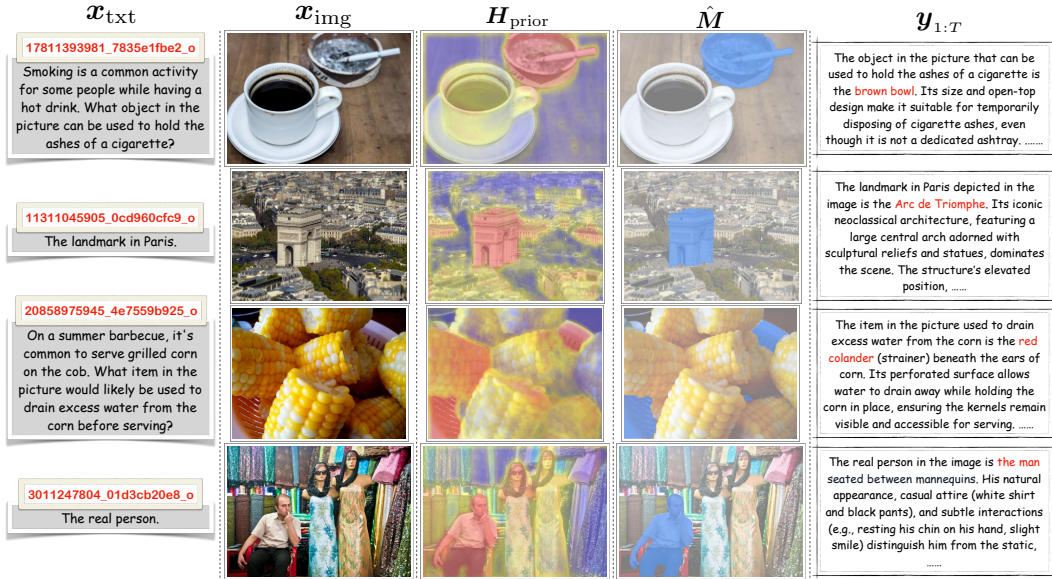 x_txt
x_img
H_prior
M̂
y_1:T
17811393981_7835e1fbe2_o
Smoking is a common activity
for some people while having a
hot drink. What object in the
picture can be used to hold the
ashes of a cigarette?
The object in the picture that can be
used to hold the ashes of a cigarette is
the brown bowl. Its size and open-top
design make it suitable for temporarily
disposing of cigarette ashes, even
though it is not a dedicated ashtray. .......
11311045905_0cd960cfc9_o
The landmark in Paris.
The landmark in Paris depicted in the
image is the Arc de Triomphe. Its iconic
neoclassical architecture, featuring a
large central arch adorned with
sculptural reliefs and statues, dominates
the scene. The structure's elevated
position, ......
20858975945_4e7559b925_o
On a summer barbecue, it's
common to serve grilled corn
on the cob. What item in the
picture would likely be used to
drain excess water from the
corn before serving?
The item in the picture used to drain
excess water from the corn is the red
colander (strainer) beneath the ears of
corn. Its perforated surface allows
water to drain away while holding the
corn in place, ensuring the kernels remain
visible and accessible for serving. ......
3011247804_01d3cb20e8_o
The real person.
The real person in the image is the man
seated between mannequins. His natural
appearance, casual attire (white shirt
and black pants), and subtle interactions
(e.g., resting his chin on his hand, slight
smile) distinguish him from the static,
......